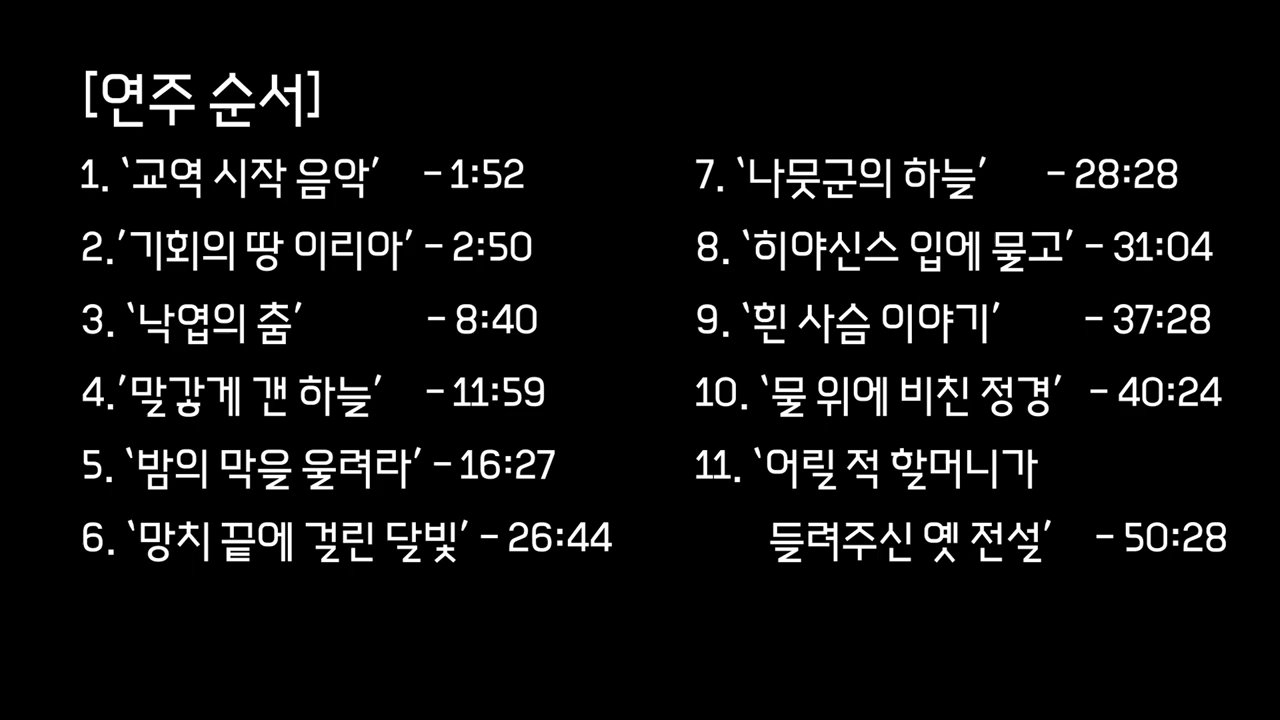 [연주 순서]
1. '교역 시작 음악' - 1:52
2.'기회의 땅 이리아' - 2:50
3. '낙엽의 춤' - 8:40
4.'말갛게 갠 하늘' - 11:59
5. '밤의 막을 울려라' - 16:27
6. '망치 끝에 걸린 달빛' - 26:44
7. '나뭇군의 하늘' - 28:28
8. '히야신스 입에 물고' - 31:04
9. '흰 사슴 이야기' - 37:28
10. '물 위에 비친 정경' - 40:24
11. '어릴 적 할머니가
들려주신 옛 전설' - 50:28